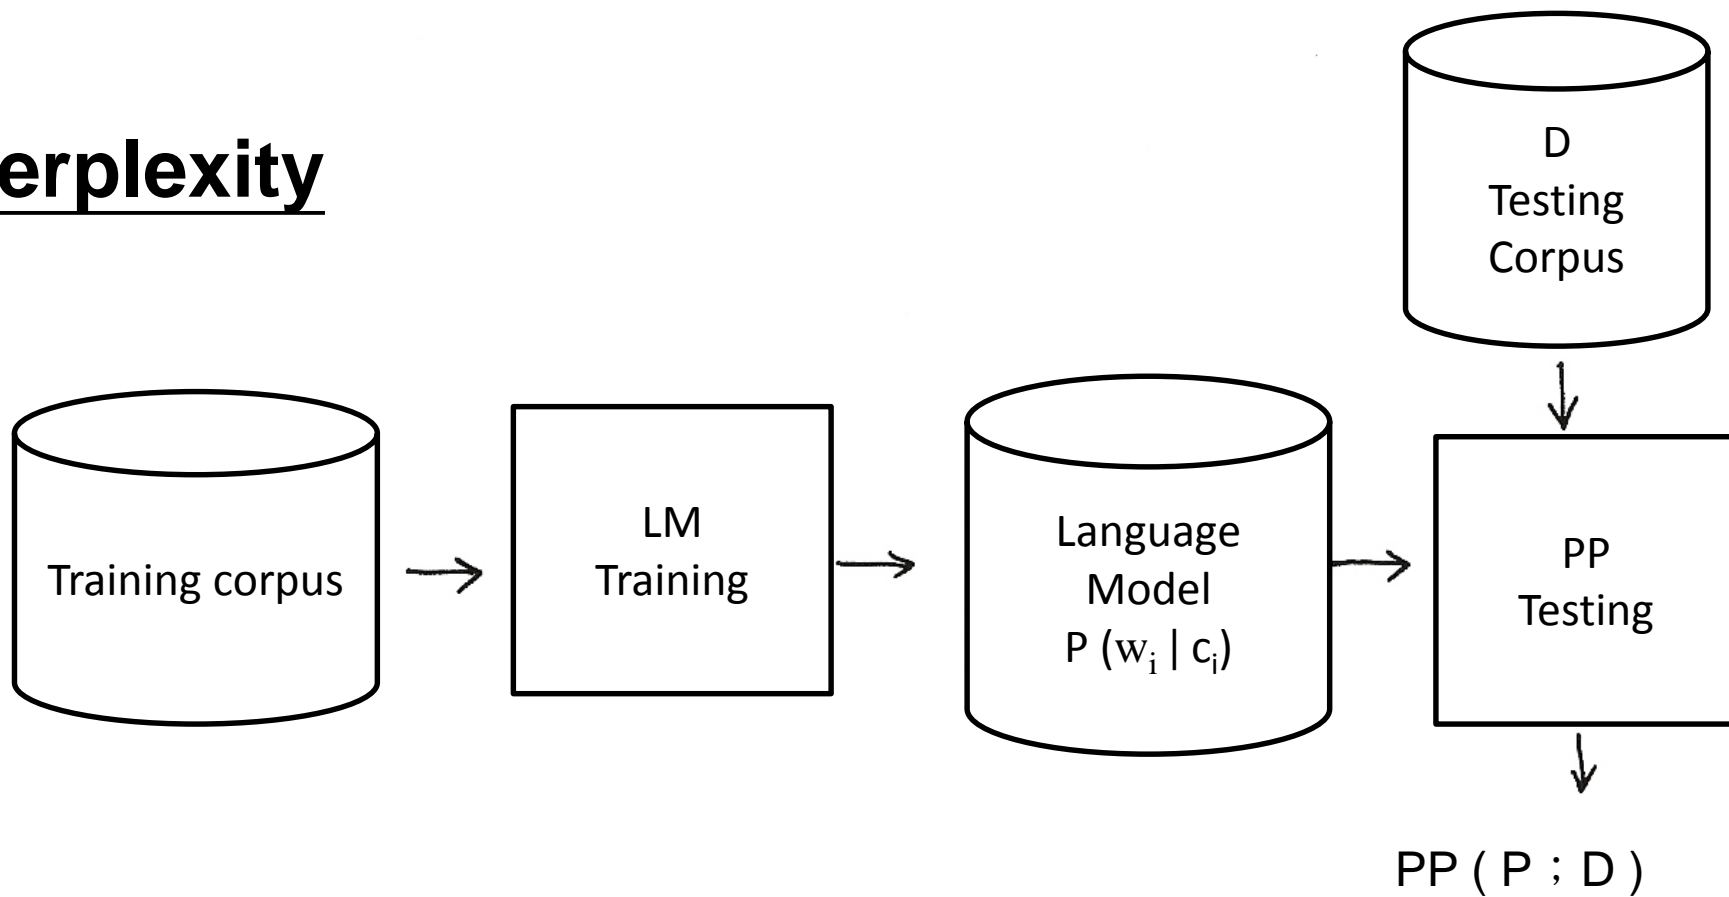 erplexity
D
Testing
Corpus
Training corpus
LM
Training
Language
Model
P (wᵢ | cᵢ)
PP
Testing
PP ( P ; D )